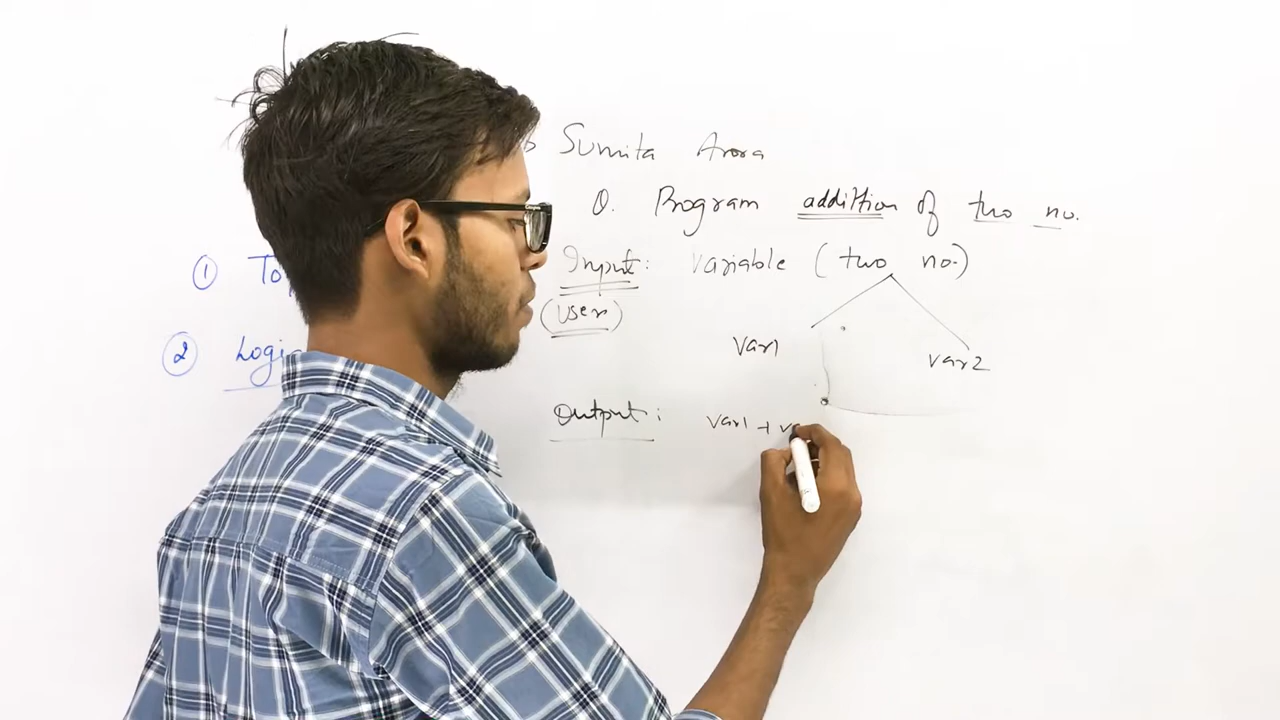 Sumita Arora
Q. Program addition of two no.
① To
Input: Variable (two no.)
(User)
② Logi
var1 var2
Output: var1 + va